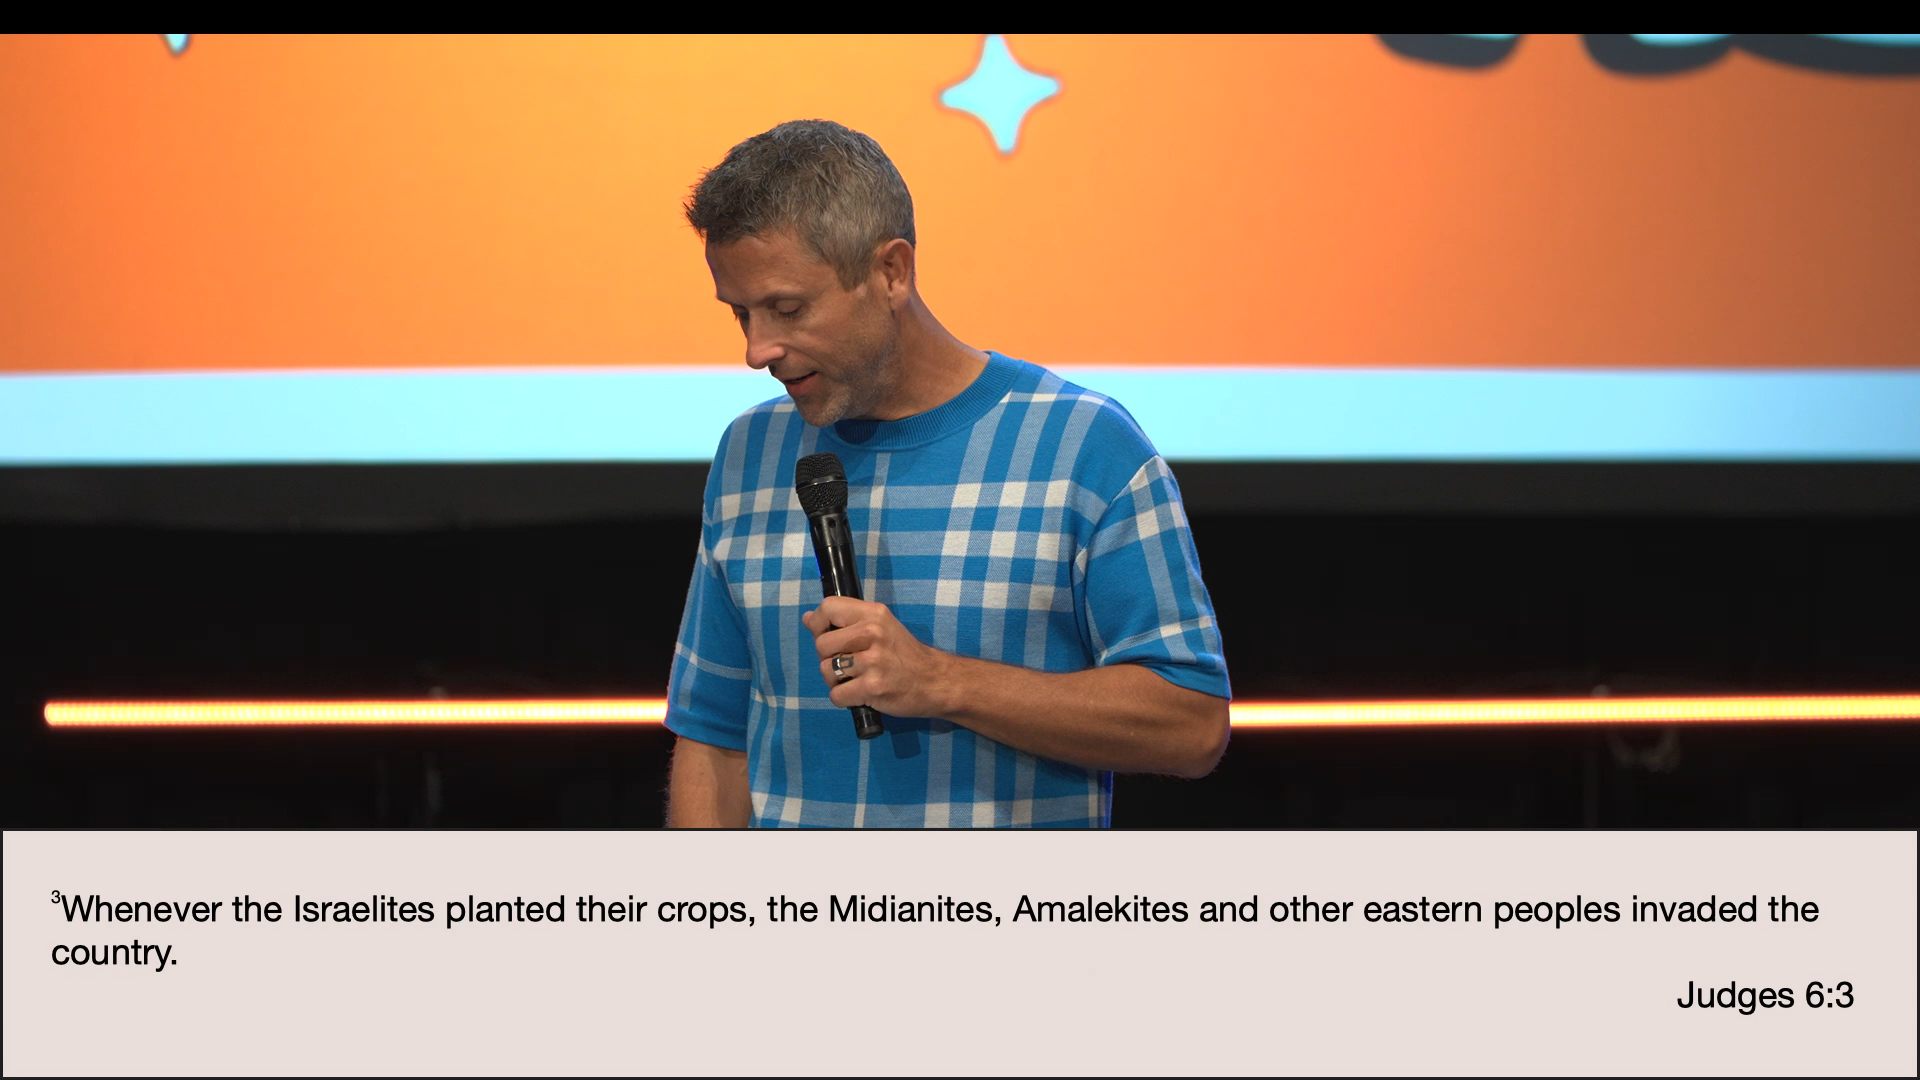 ³Whenever the Israelites planted their crops, the Midianites, Amalekites and other eastern peoples invaded the
country.
Judges 6:3